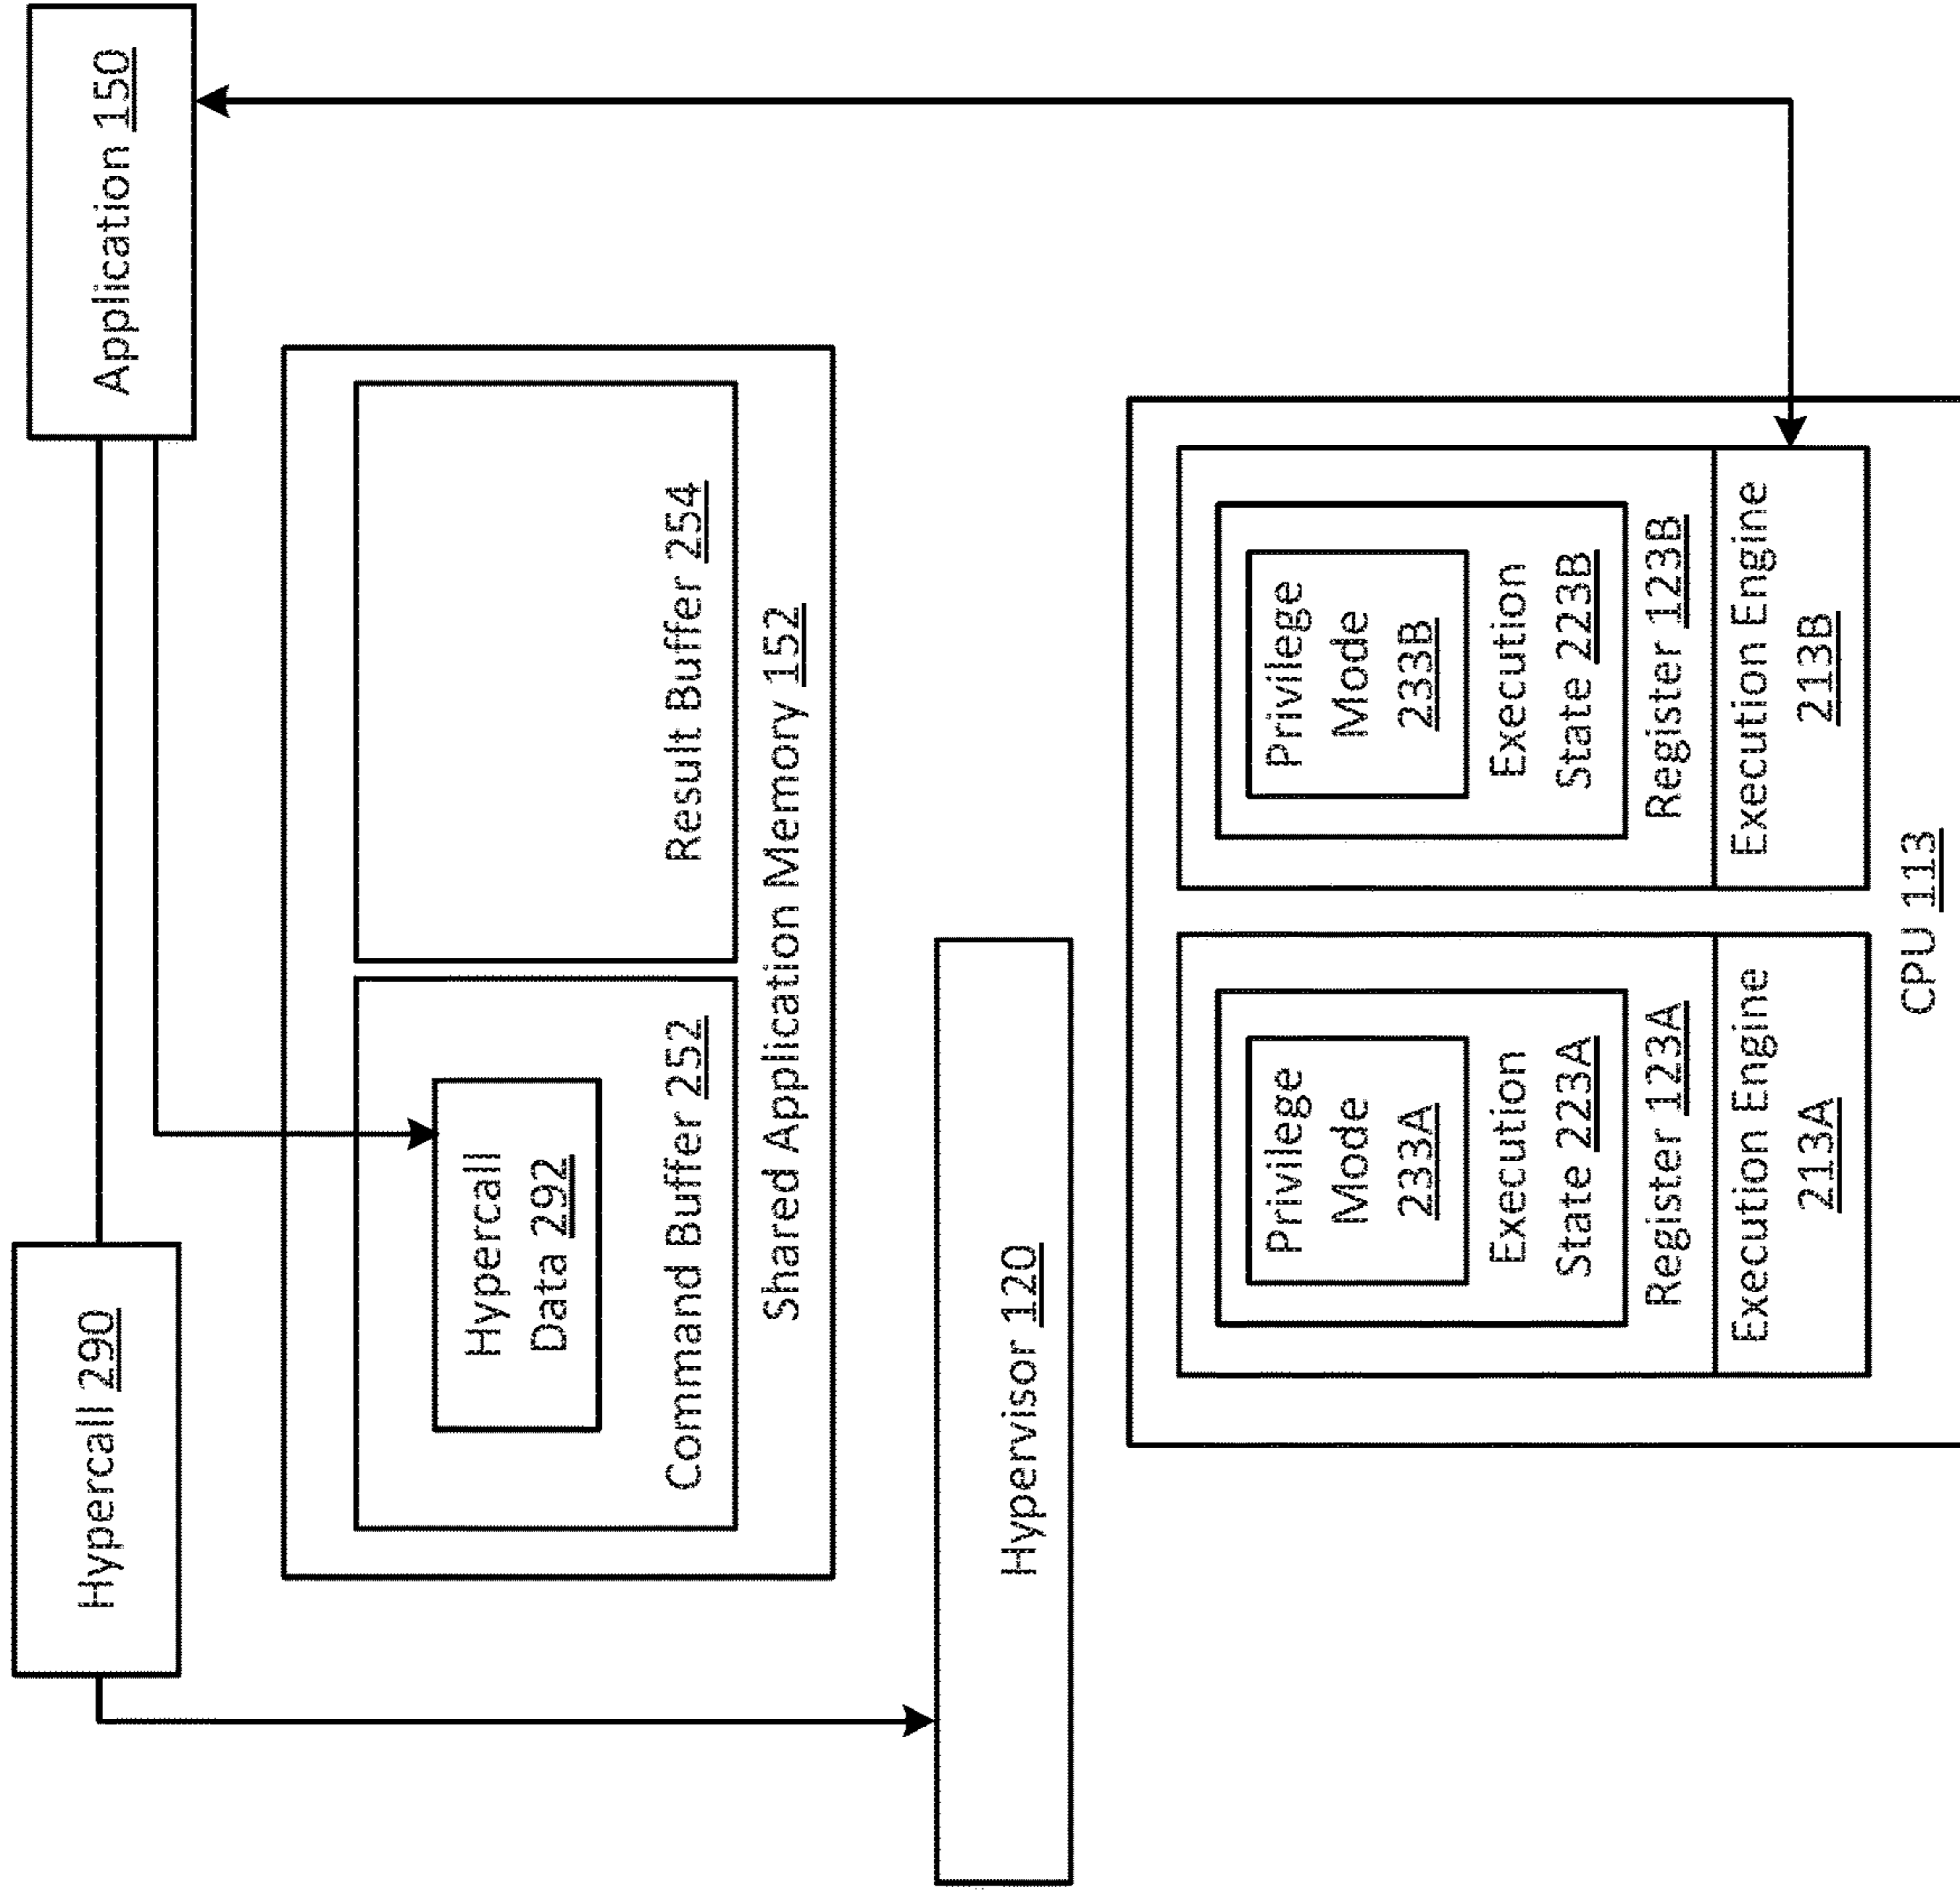 Hypercall 290
Application 150
Hypercall
Data 292
Command Buffer 252
Result Buffer 254
Shared Application Memory 152
Hypervisor 120
Privilege
Mode
233A
Execution
State 223A
Register 123A
Execution Engine
213A
Privilege
Mode
233B
Execution
State 223B
Register 123B
Execution Engine
213B
CPU 113